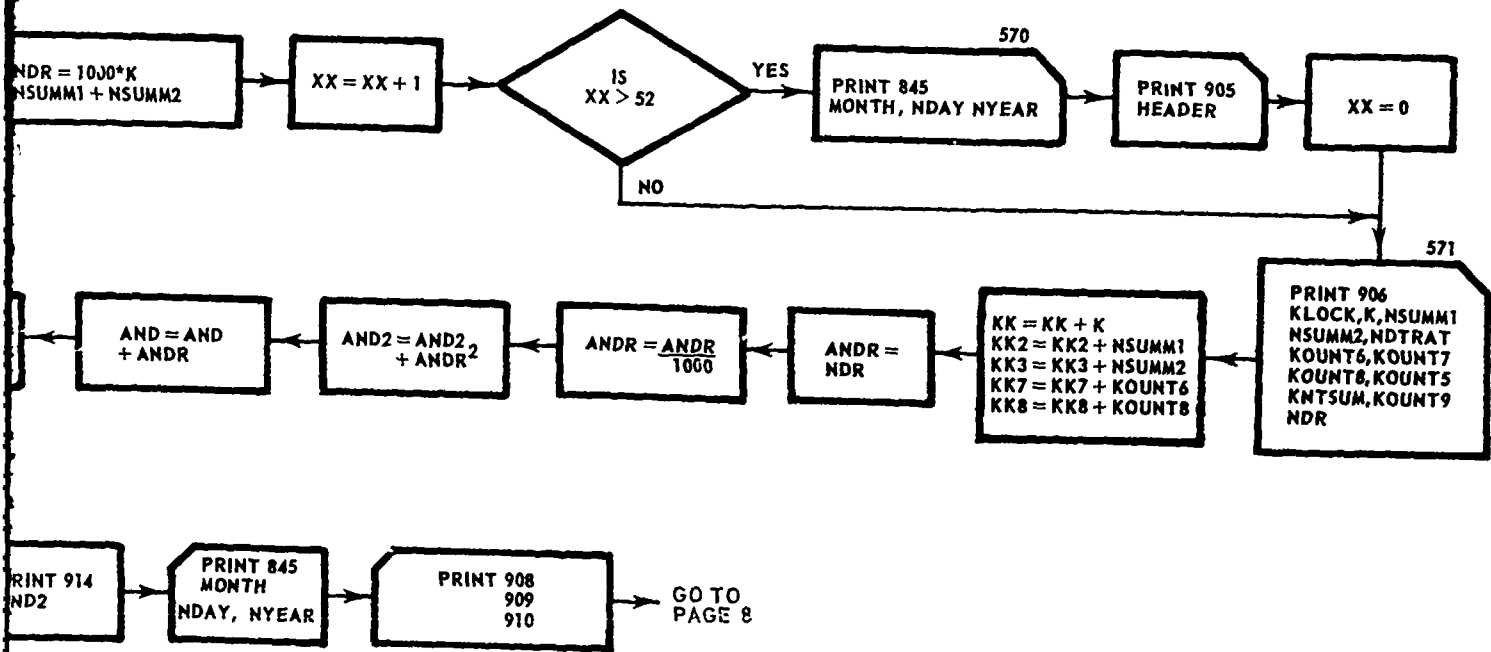 NDR = 1000*K
NSUMM1 + NSUMM2
XX = XX + 1
IS
XX > 52
YES
NO
570
PRINT 845
MONTH, NDAY NYEAR
PRINT 905
HEADER
XX = 0
571
PRINT 906
KLOCK, K, NSUMM1
NSUMM2, NDTRAT
KOUNT6, KOUNT7
KOUNT8, KOUNT5
KNTSUM, KOUNT9
NDR
KK = KK + K
KK2 = KK2 + NSUMM1
KK3 = KK3 + NSUMM2
KK7 = KK7 + KOUNT6
KK8 = KK8 + KOUNT8
ANDR =
NDR
ANDR = ANDR
1000
AND2 = AND2
+ ANDR²
AND = AND
+ ANDR
RINT 914
ND2
PRINT 845
MONTH
NDAY, NYEAR
PRINT 908
909
910
GO TO
PAGE 8